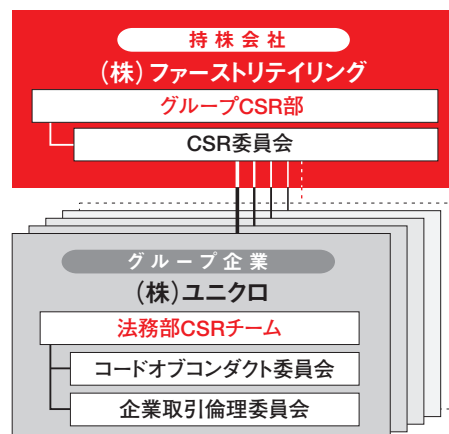 持株会社
(株)ファーストリテイリング
グループCSR部
CSR委員会
グループ企業
(株)ユニクロ
法務部CSRチーム
コードオブコンダクト委員会
企業取引倫理委員会